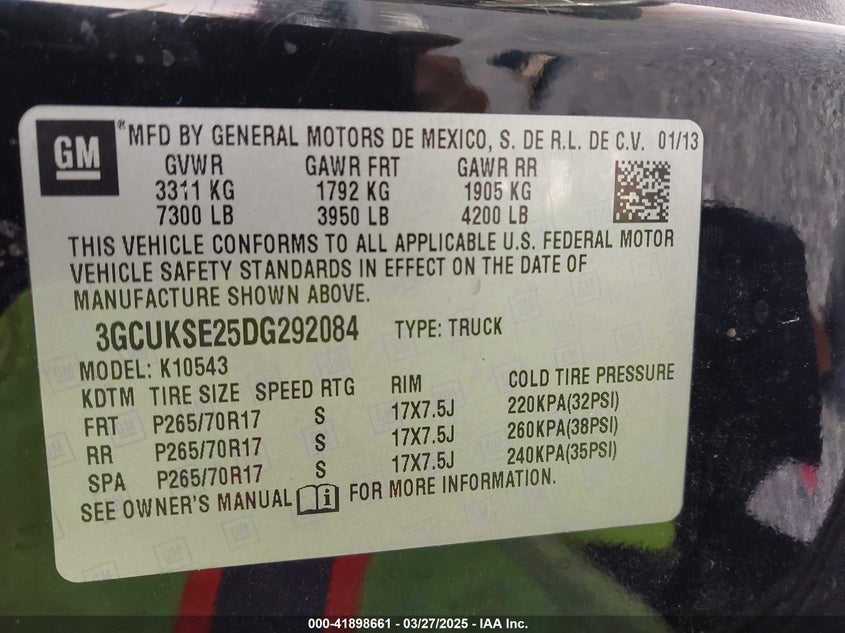 GM
® MFD BY GENERAL MOTORS DE MEXICO, S. DE R.L. DE C.V. 01/13
GVWR GAWR FRT GAWR RR
3311 KG 1792 KG 1905 KG
7300 LB 3950 LB 4200 LB
THIS VEHICLE CONFORMS TO ALL APPLICABLE U.S. FEDERAL MOTOR
VEHICLE SAFETY STANDARDS IN EFFECT ON THE DATE OF
MANUFACTURE SHOWN ABOVE.
3GCUKSE25DG292084 TYPE: TRUCK
MODEL: K10543
KDTM TIRE SIZE SPEED RTG RIM COLD TIRE PRESSURE
FRT P265/70R17 S 17X7.5J 220KPA(32PSI)
RR P265/70R17 S 17X7.5J 260KPA(38PSI)
SPA P265/70R17 S 17X7.5J 240KPA(35PSI)
SEE OWNER'S MANUAL i FOR MORE INFORMATION.
000-41898661 - 03/27/2025 - IAA Inc.